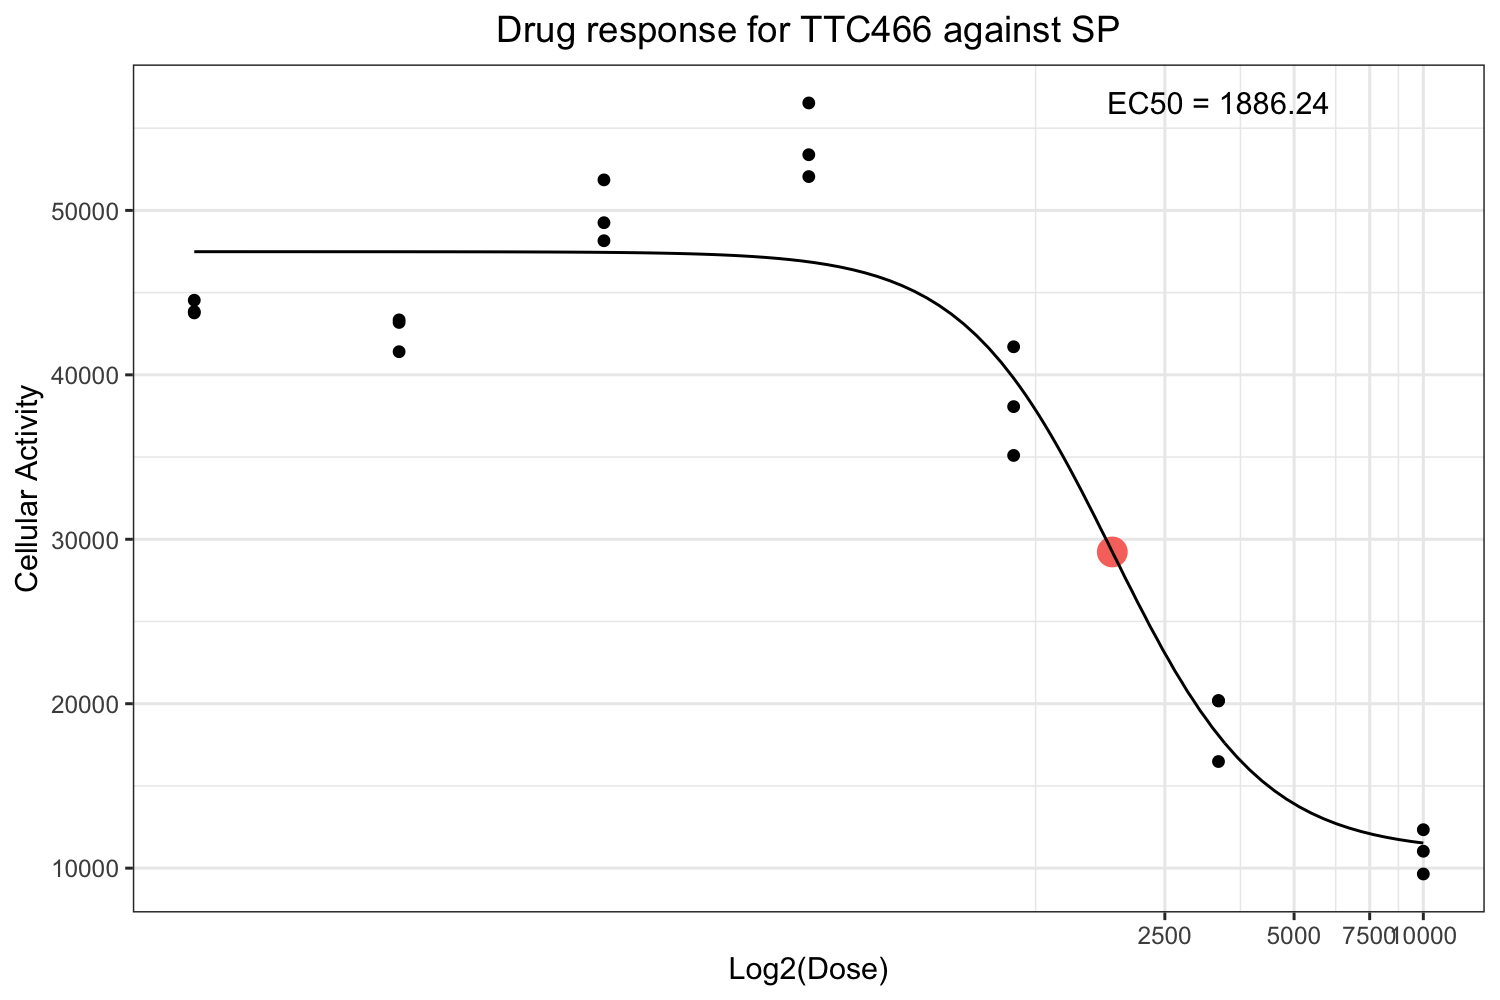 Drug response for TTC466 against SP
EC50 = 1886.24
50000
40000
30000
20000
10000
Cellular Activity
2500 5000 7500 10000
Log2(Dose)